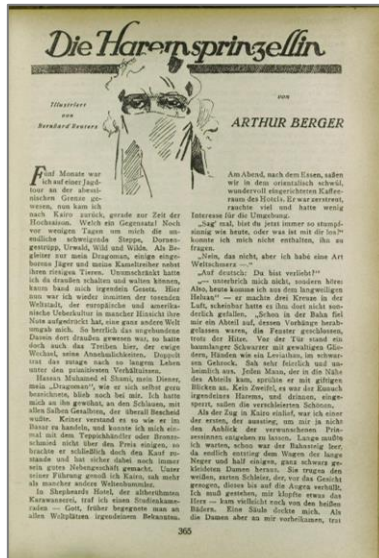 Die Haremsprinzessin
Illustriert
von
Bernhard Reuters
von
ARTHUR BERGER
Fünf Monate war
ich auf einer Jagd-
tour an der abessi-
nischen Grenze ge-
wesen, nun kam ich
nach Kairo zurück, gerade zur Zeit der
Hochsaison. Welch ein Gegensatz! Noch
vor wenigen Tagen um mich die un-
endliche schweigende Steppe, Dornen-
gestrüpp, Urwald, Wild und Wilde. Als Be-
gleiter nur mein Dragoman, einige einge-
borene Jäger und meine Kameltreiber nebst
ihren riesigen Tieren. Unumschränkt hatte
ich da draußen schalten und walten können,
kaum band mich irgendein Gesetz. Hier
nun war ich wieder inmitten der tosenden
Weltstadt, der europäische und amerika-
nische Ueberkultur in mancher Hinsicht ihre
Note aufgedrückt hat, eine ganz andere Welt
umgab mich. So herrlich das ungebundene
Dasein dort draußen gewesen war, so hatte
doch auch das Treiben hier, der ewige
Wechsel, seine Annehmlichkeiten. Doppelt
trat das zutage nach so langem Leben
unter den primitivsten Verhältnissen.
Hassan Muhamed el Shami, mein Diener,
mein „Dragoman", wie er sich selbst gern
bezeichnete, blieb noch bei mir. Ich hatte
mich an ihn gewöhnt, an den Schlauen, mit
allen Salben Gesalbten, der überall Bescheid
wußte. Keiner verstand es so wie er im
Basar zu handeln, und konnte ich mich ein-
mal mit dem Teppichhändler oder Bronze-
schmied nicht über den Preis einigen, so
brachte er schließlich doch den Kauf zu-
stande und hat sicher dabei noch immer
sein gutes Nebengeschäft gemacht. Unter
seiner Führung genoß ich Kairo, sah mehr
als mancher andere Weltenbummler.
In Shepheards Hotel, der altberühmten
Karawanserai, traf ich einen Studienkame-
raden — Gott, früher begegnete man an
allen Weltplätzen irgendeinem Bekannten.
Am Abend, nach dem Essen, saßen
wir in dem orientalisch schwül,
wundervoll eingerichteten Kaffee-
raum des Hotels. Er war zerstreut,
rauchte viel und hatte wenig
Interesse für die Umgebung.
„Sag' mal, bist du jetzt immer so stumpf-
sinnig wie heute, oder was ist mit dir los?"
konnte ich mich nicht enthalten, ihn zu
fragen.
„Nein, das nicht, aber ich habe eine Art
Weltschmerz —."
„Auf deutsch: Du bist verliebt!"
„— unterbrich mich nicht, sondern höre:
Also, heute komme ich aus dem langweiligen
Heluan" — er machte drei Kreuze in der
Luft, scheinbar hatte es ihm dort nicht son-
derlich gefallen. „Schon in der Bahn fiel
mir ein Abteil auf, dessen Vorhänge herab-
gelassen waren, die Fenster geschlossen,
trotz der Hitze. Vor der Tür stand ein
baumlanger Schwarzer mit gewaltigen Glie-
dern, Händen wie ein Leviathan, im schwar-
zen Gehrock. Sah sehr feierlich und un-
heimlich aus. Jeden Mann, der in die Nähe
des Abteils kam, sprühte er mit giftigen
Blicken an. Kein Zweifel, es war der Eunuch
irgendeines Harems, und drinnen, einge-
sperrt, saßen die verschleierten Schönen.
Als der Zug in Kairo einlief, war ich einer
der ersten, der ausstieg, um mir ja nicht
den Anblick der verwunschenen Prin-
zessinnen entgehen zu lassen. Lange mußte
ich warten, schon war der Bahnsteig leer,
da endlich entstieg dem Wagen der lange
Neger und half einigen, ganz schwarz ge-
kleideten Damen heraus. Sie trugen den
weißen, zarten Schleier, der, vor das Gesicht
gezogen, dieses bis auf die Augen verhüllt.
Ich muß gestehen, mir klopfte etwas das
Herz — kam vielleicht noch von den heißen
Bädern. Eine Säule deckte mich. Als
die Damen aber an mir vorbeikamen, trat
365